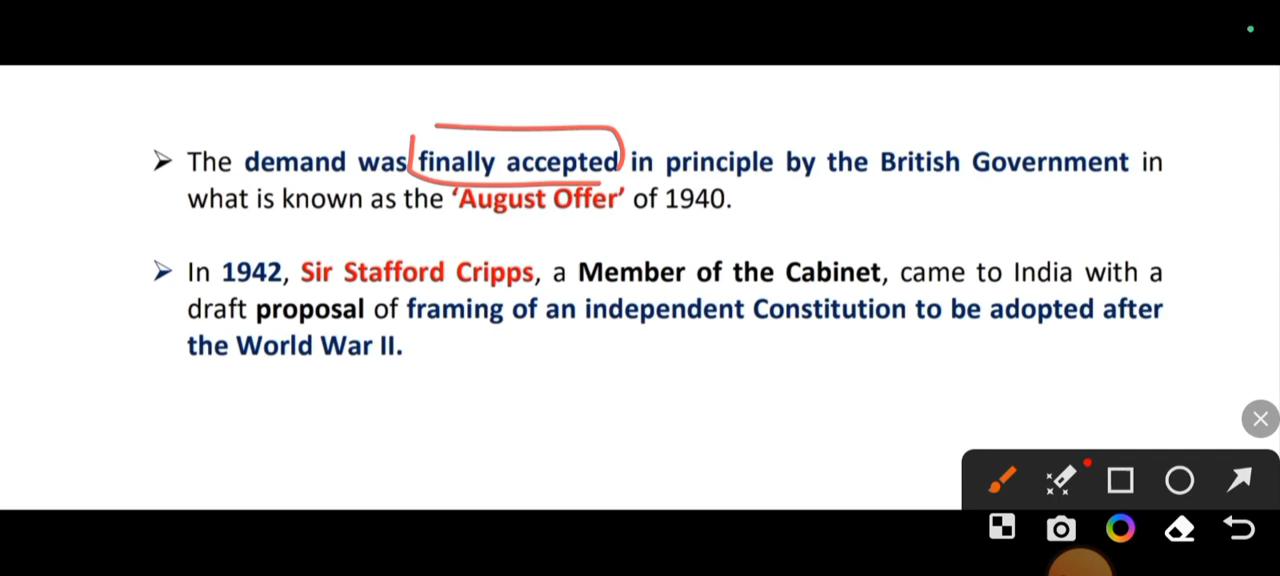 ➢ The demand was finally accepted in principle by the British Government in
what is known as the ‘August Offer’ of 1940.
➢ In 1942, Sir Stafford Cripps, a Member of the Cabinet, came to India with a
draft proposal of framing of an independent Constitution to be adopted after
the World War II.